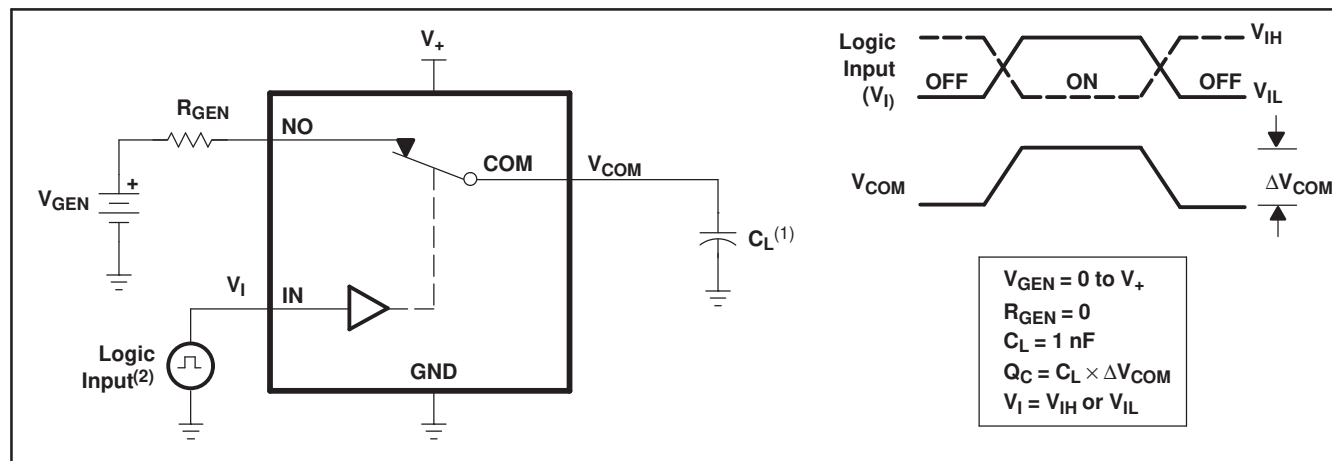 V+
RGEN
NO
COM
VCOM
VGEN
+
CL(1)
VI
IN
Logic
Input(2)
GND
Logic
Input
(VI)
OFF
ON
OFF
VIH
VIL
VCOM
ΔVCOM
VGEN = 0 to V+
RGEN = 0
CL = 1 nF
QC = CL × ΔVCOM
VI = VIH or VIL